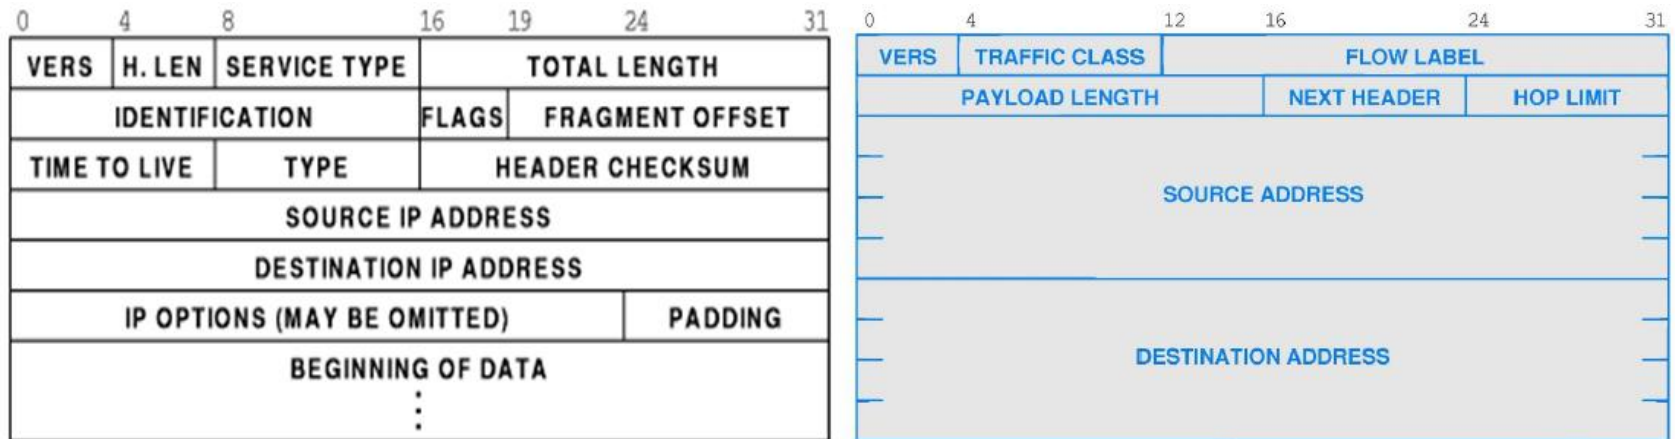 0 4 8 16 19 24 31
VERS H. LEN SERVICE TYPE TOTAL LENGTH
IDENTIFICATION FLAGS FRAGMENT OFFSET
TIME TO LIVE TYPE HEADER CHECKSUM
SOURCE IP ADDRESS
DESTINATION IP ADDRESS
IP OPTIONS (MAY BE OMITTED) PADDING
BEGINNING OF DATA
0 4 12 16 24 31
VERS TRAFFIC CLASS FLOW LABEL
PAYLOAD LENGTH NEXT HEADER HOP LIMIT
SOURCE ADDRESS
DESTINATION ADDRESS